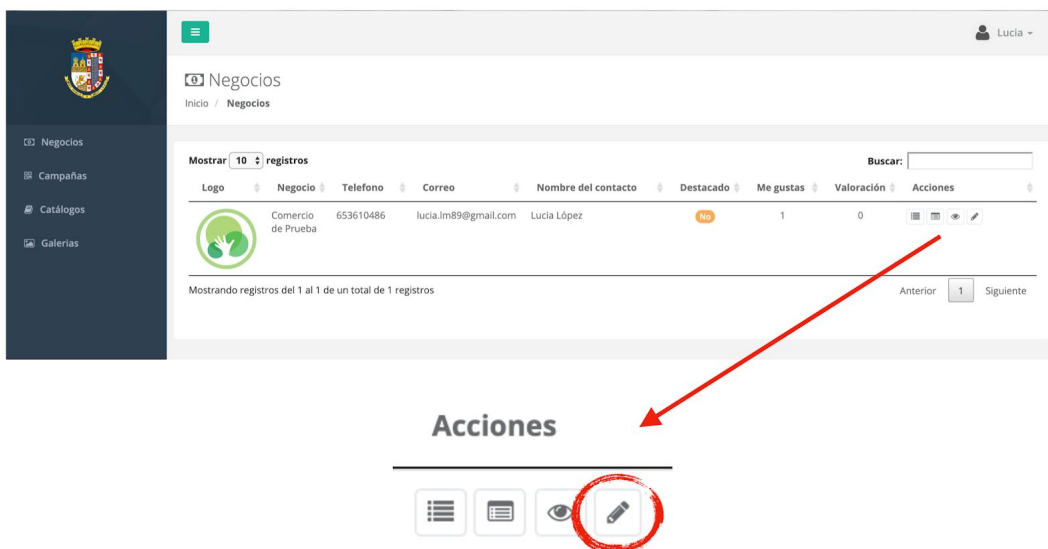 Lucia
Negocios
Inicio / Negocios
Negocios
Campañas
Catálogos
Galerias
Mostrar 10 registros
Buscar:
Logo Negocio Telefono Correo Nombre del contacto Destacado Me gustas Valoración Acciones
Comercio de Prueba 653610486 lucia.lm89@gmail.com Lucia López No 1 0
Mostrando registros del 1 al 1 de un total de 1 registros
Anterior 1 Siguiente
Acciones